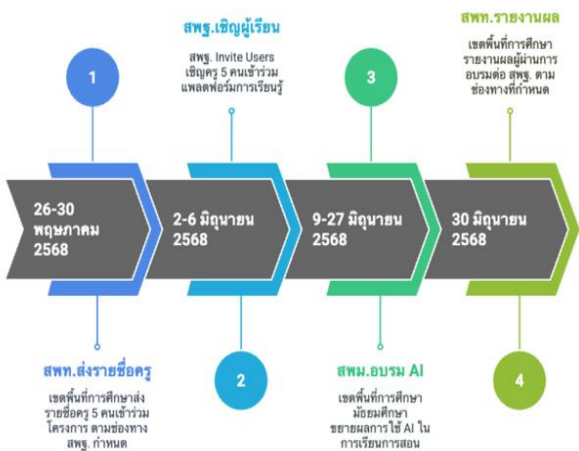 1
26-30
พฤษภาคม
2568
สพท.ส่งรายชื่อครู
เขตพื้นที่การศึกษาส่ง
รายชื่อครู 5 คนเข้าร่วม
โครงการ ตามช่องทาง
สพฐ. กำหนด
สพฐ.เชิญผู้เรียน
สพฐ. Invite Users
เชิญครู 5 คนเข้าร่วม
แพลตฟอร์มการเรียนรู้
2-6 มิถุนายน
2568
2
3
9-27 มิถุนายน
2568
สพม.อบรม AI
เขตพื้นที่การศึกษา
มัธยมศึกษา
ขยายผลการใช้ AI ใน
การเรียนการสอน
สพท.รายงานผล
เขตพื้นที่การศึกษา
รายงานผลผู้ผ่านการ
อบรมต่อ สพฐ. ตาม
ช่องทางที่กำหนด
30 มิถุนายน
2568
4